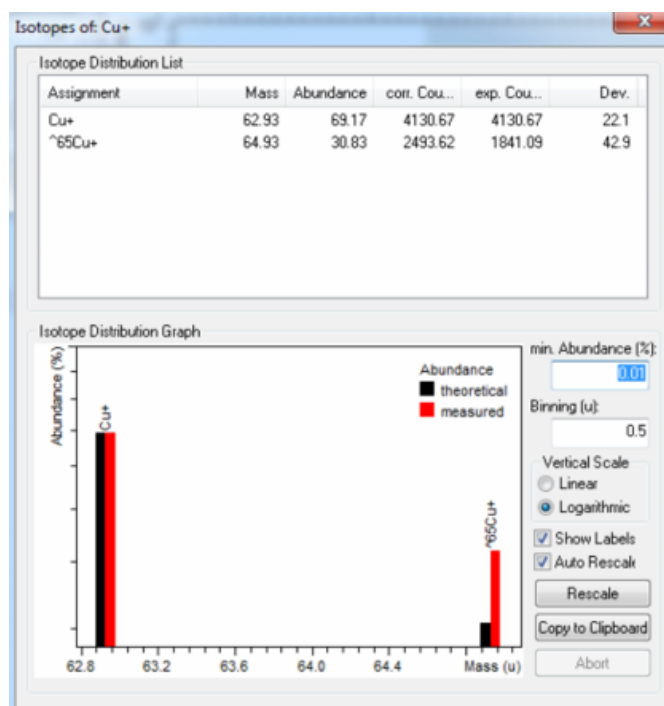 Isotopes of: Cu+
Isotope Distribution List
Assignment Mass Abundance corr. Cou... exp. Cou... Dev.
Cu+ 62.93 69.17 4130.67 4130.67 22.1
^65Cu+ 64.93 30.83 2493.62 1841.09 42.9
Isotope Distribution Graph
Abundance (%)
Cu+
^65Cu+
Abundance
theoretical
measured
62.8 63.2 63.6 64.0 64.4 Mass (u)
min. Abundance (%):
0.01
Binning (u):
0.5
Vertical Scale
Linear
Logarithmic
Show Labels
Auto Rescale
Rescale
Copy to Clipboard
Abort